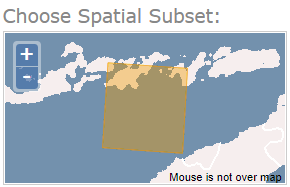 Choose Spatial Subset:
+
-
Mouse is not over map